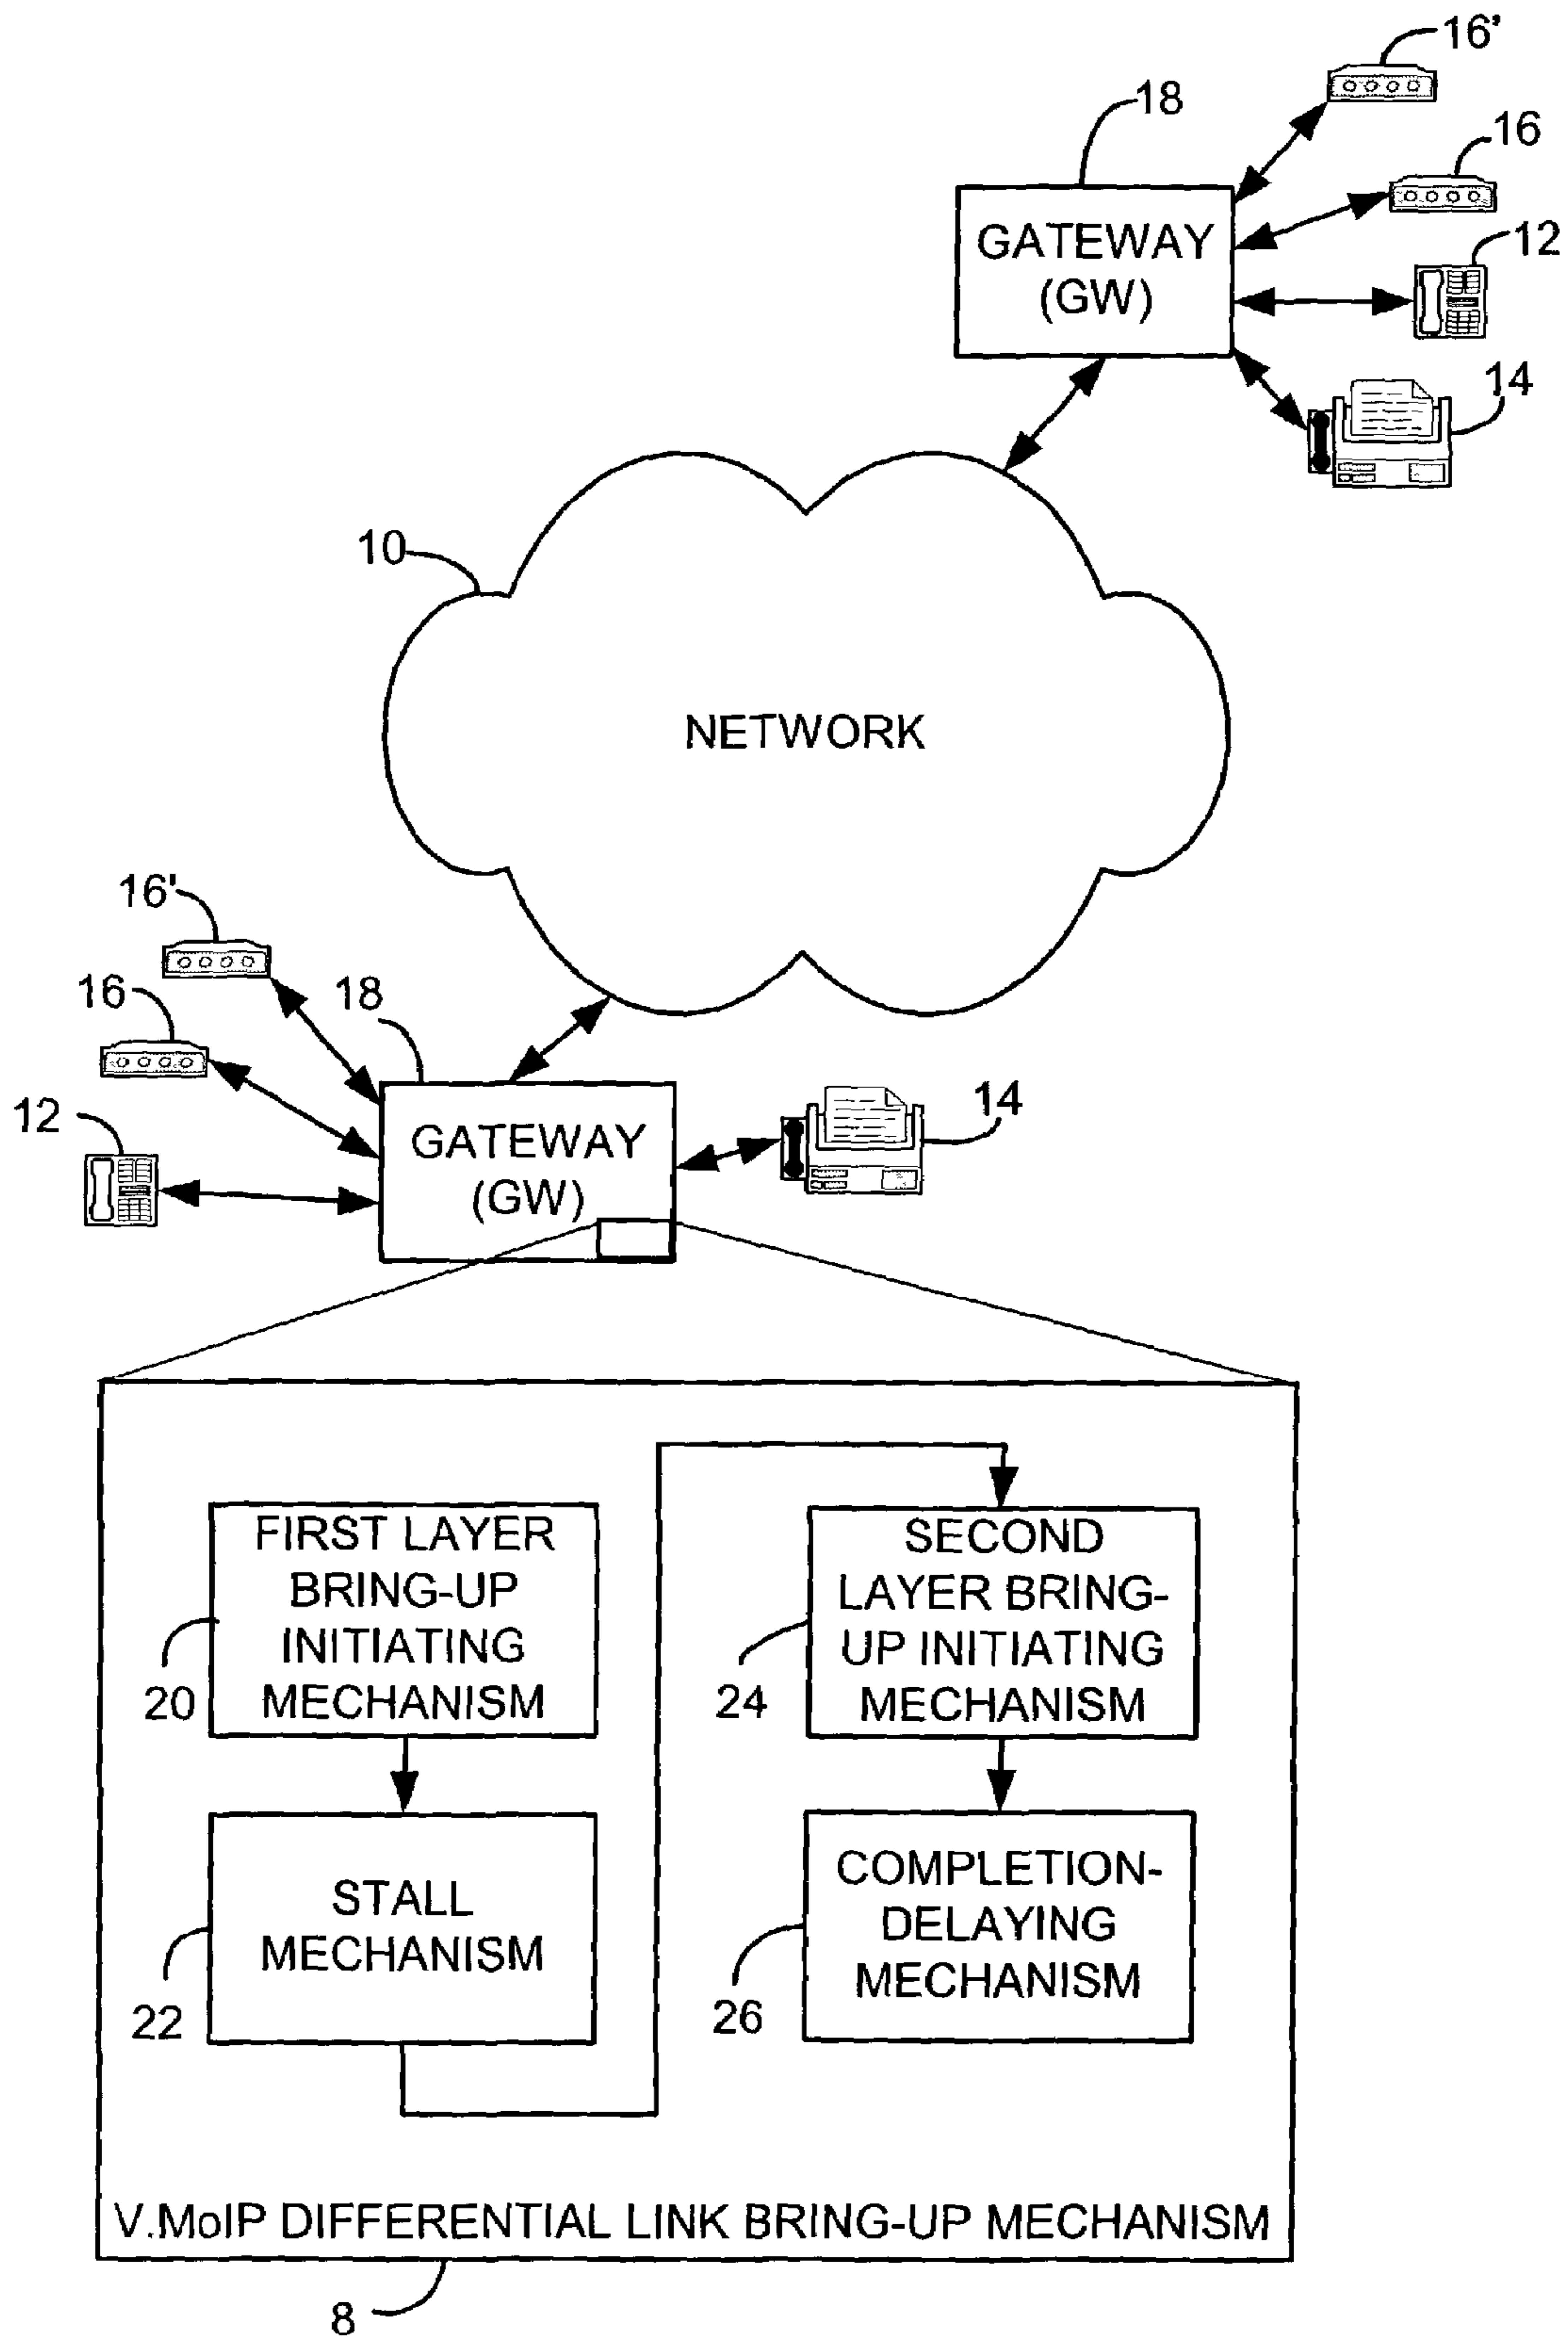 16'
18
16
GATEWAY
(GW)
12
14
10
NETWORK
16'
16
18
12
GATEWAY
(GW)
14
FIRST LAYER
BRING-UP
INITIATING
MECHANISM
20
SECOND
LAYER BRING-
UP INITIATING
MECHANISM
24
STALL
MECHANISM
22
COMPLETION-
DELAYING
MECHANISM
26
V.MoIP DIFFERENTIAL LINK BRING-UP MECHANISM
8